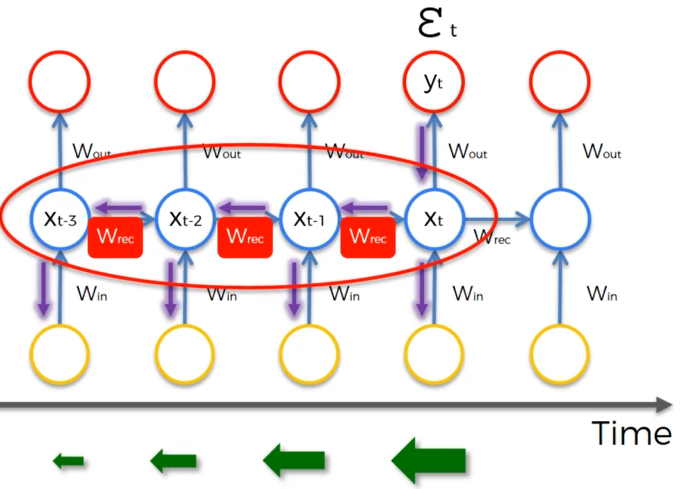 Ɛt
yt
Wout Wout Wout Wout Wout
Xt-3 Xt-2 Xt-1 Xt
Wrec Wrec Wrec Wrec
Win Win Win Win Win
Time